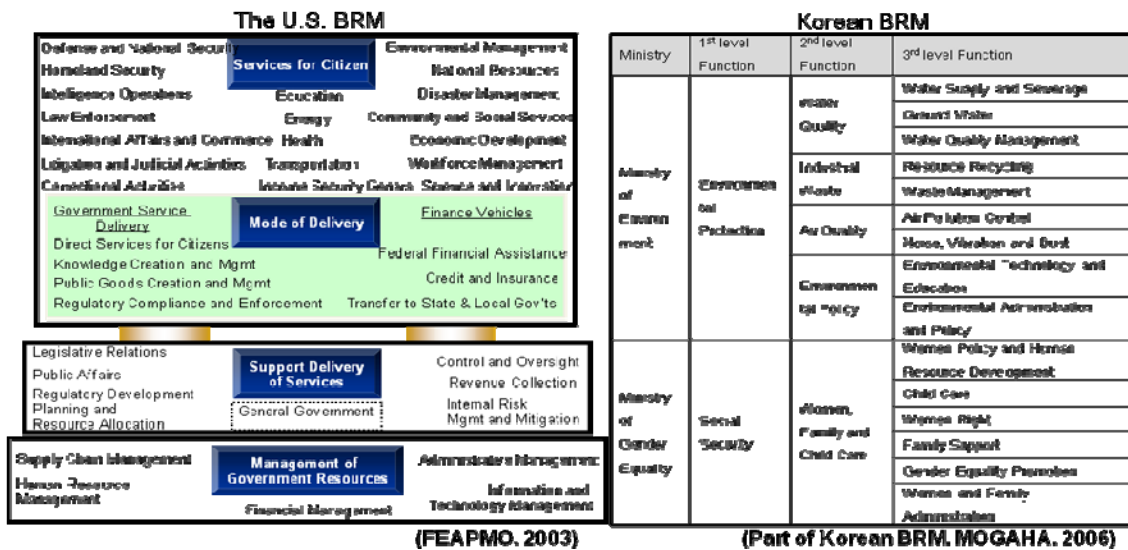 The U.S. BRM
Defense and National Security
Homeland Security
Intelligence Operations
Law Enforcement
International Affairs and Commerce
Litigation and Judicial Activities
Correctional Activities
Services for Citizen
Education
Energy
Health
Transportation
Income Security
Environmental Management
National Resources
Disaster Management
Community and Social Services
Economic Development
Workforce Management
General Science and Innovation
Government Service
Delivery
Direct Services for Citizens
Knowledge Creation and Mgmt
Public Goods Creation and Mgmt
Regulatory Compliance and Enforcement
Mode of Delivery
Finance Vehicles
Federal Financial Assistance
Credit and Insurance
Transfer to State & Local Gov'ts
Legislative Relations
Public Affairs
Regulatory Development
Planning and
Resource Allocation
Support Delivery
of Services
General Government
Control and Oversight
Revenue Collection
Internal Risk
Mgmt and Mitigation
Supply Chain Management
Human Resource
Management
Management of
Government Resources
Financial Management
Administrative Management
Information and
Technology Management
(FEAPMO. 2003)
Korean BRM
Ministry
1st level
Function
2nd level
Function
3rd level Function
Ministry
of
Environ
ment
Environmen
tal
Protection
Water
Quality
Water Supply and Sewerage
Ground Water
Water Quality Management
Industrial
Waste
Resource Recycling
Waste Management
Air Quality
Air Pollution Control
Noise, Vibration and Dust
Environmen
tal Policy
Environmental Technology and
Education
Environmental Administration
and Policy
Ministry
of
Gender
Equality
Social
Security
Women,
Family and
Child Care
Women Policy and Human
Resource Development
Child Care
Women Right
Family Support
Gender Equality Promotion
Women and Family
Administration
(Part of Korean BRM. MOGAHA. 2006)